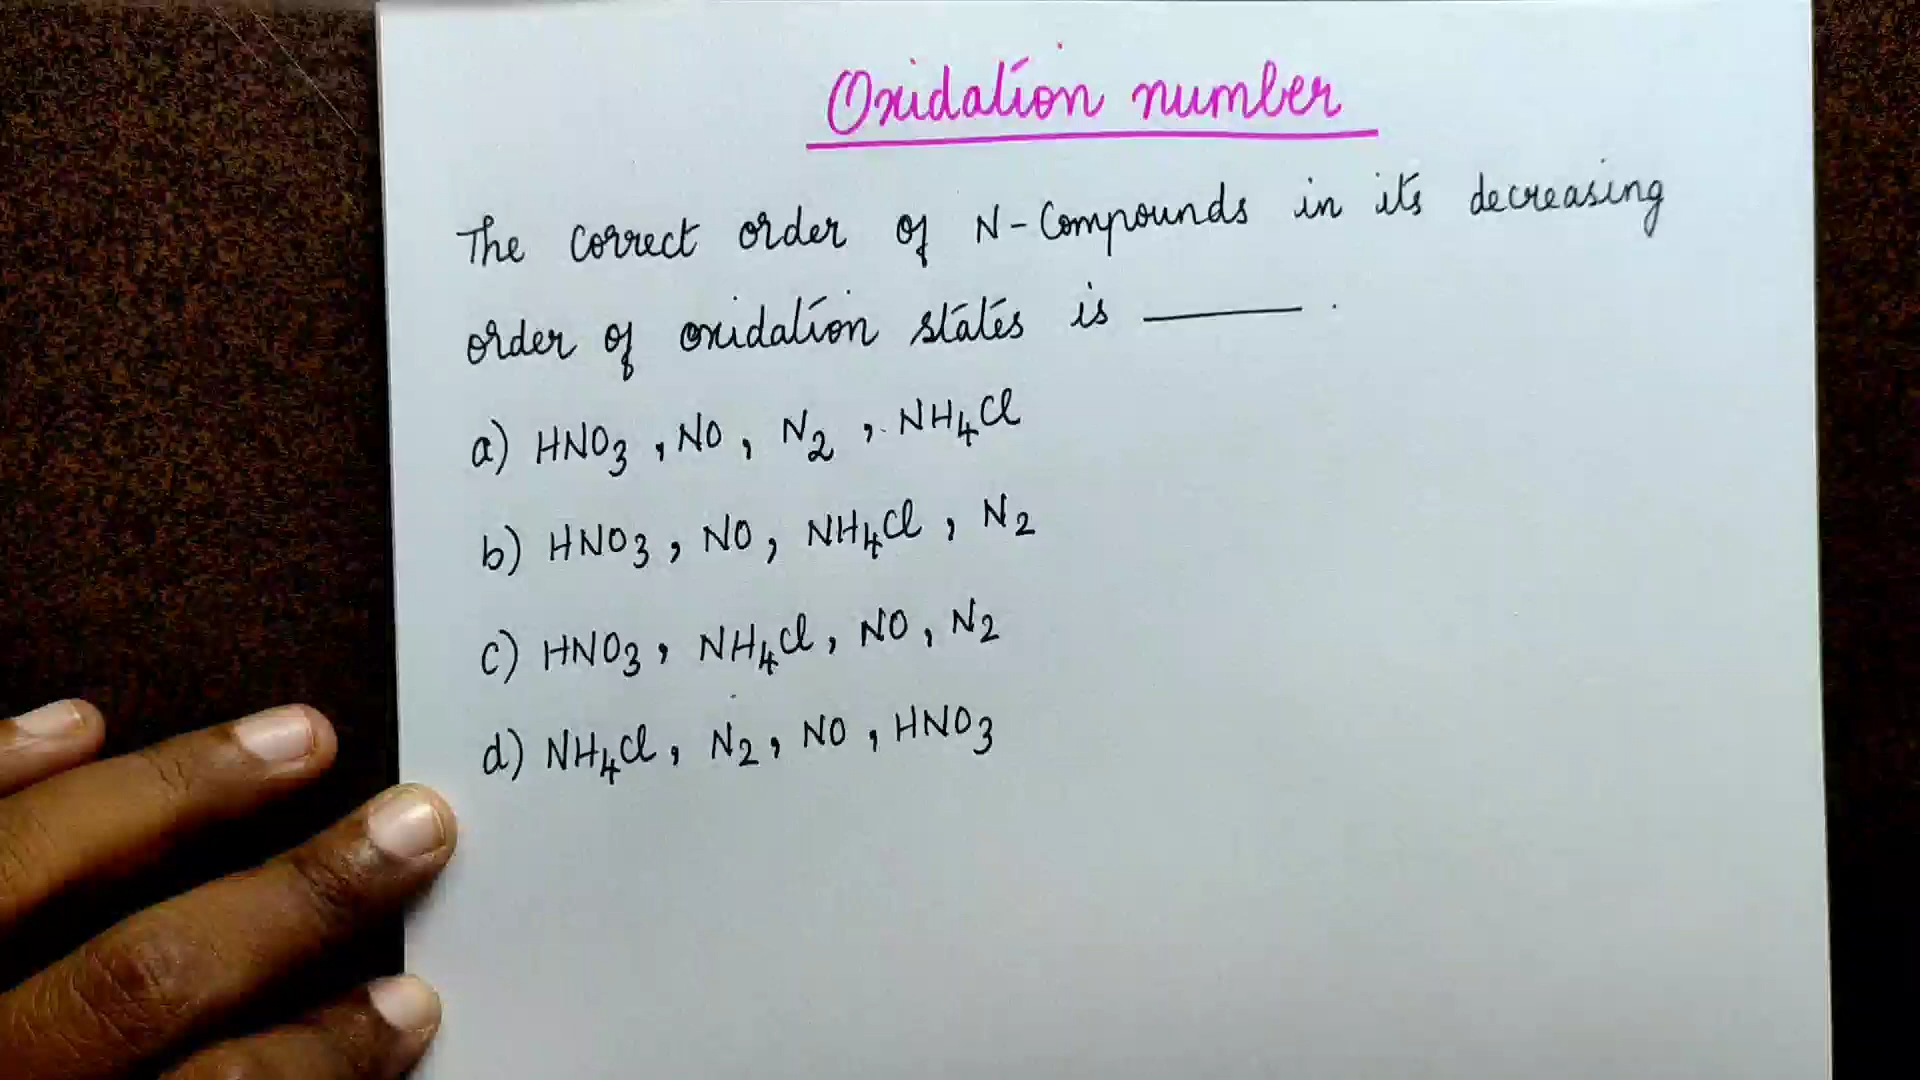 Oxidation number
The correct order of N-Compounds in its decreasing
order of oxidation states is ______ .
a) HNO₃ , NO , N₂ , NH₄Cl
b) HNO₃ , NO , NH₄Cl , N₂
c) HNO₃ , NH₄Cl , NO , N₂
d) NH₄Cl , N₂ , NO , HNO₃